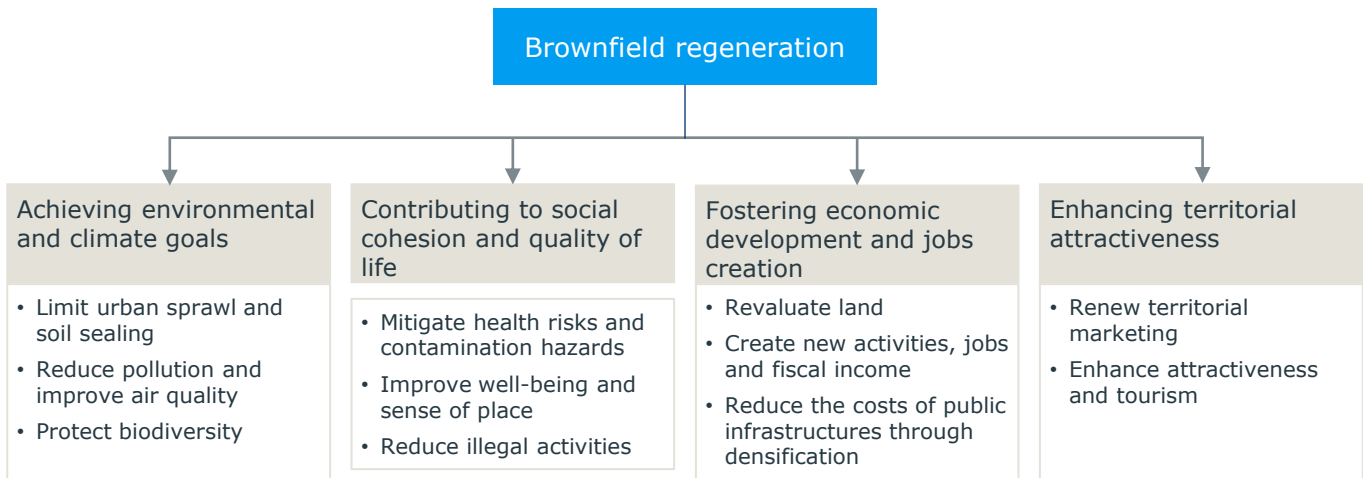 Brownfield regeneration
Achieving environmental
and climate goals
• Limit urban sprawl and
soil sealing
• Reduce pollution and
improve air quality
• Protect biodiversity
Contributing to social
cohesion and quality of
life
• Mitigate health risks and
contamination hazards
• Improve well-being and
sense of place
• Reduce illegal activities
Fostering economic
development and jobs
creation
• Revaluate land
• Create new activities, jobs
and fiscal income
• Reduce the costs of public
infrastructures through
densification
Enhancing territorial
attractiveness
• Renew territorial
marketing
• Enhance attractiveness
and tourism